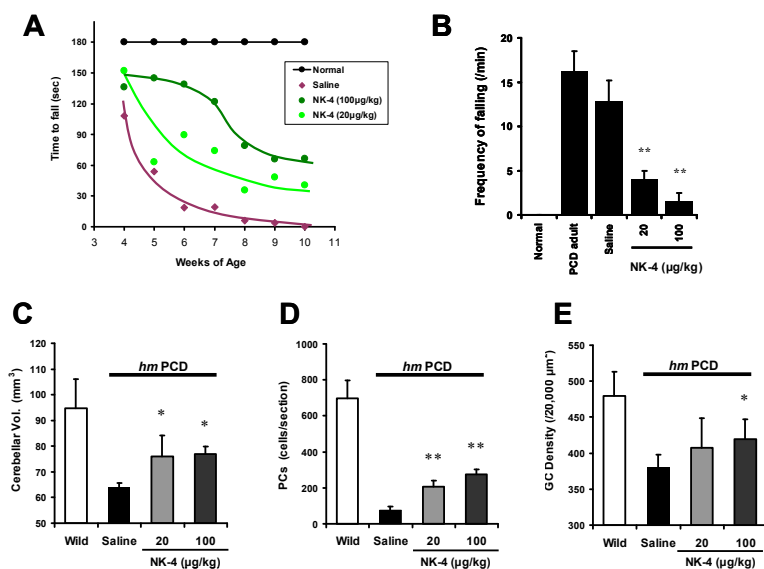 A
180
150
120
90
60
30
0
Time to fall (sec)
3 4 5 6 7 8 9 10 11
Weeks of Age
Normal
Saline
NK-4 (100µg/kg)
NK-4 (20µg/kg)
B
20
15
10
5
0
Frequency of falling (/min)
**
**
Normal
PCD adult
Saline
20
100
NK-4 (µg/kg)
C
110
100
90
80
70
60
50
Cerebellar Vol. (mm³)
hm PCD
*
*
Wild Saline 20 100
NK-4 (µg/kg)
D
1000
800
600
400
200
0
PCs (cells/section)
hm PCD
**
**
Wild Saline 20 100
NK-4 (µg/kg)
E
550
500
450
400
350
300
GC Density (/20,000
hm PCD
*
Wild Saline 20 100
NK-4 (µg/kg)